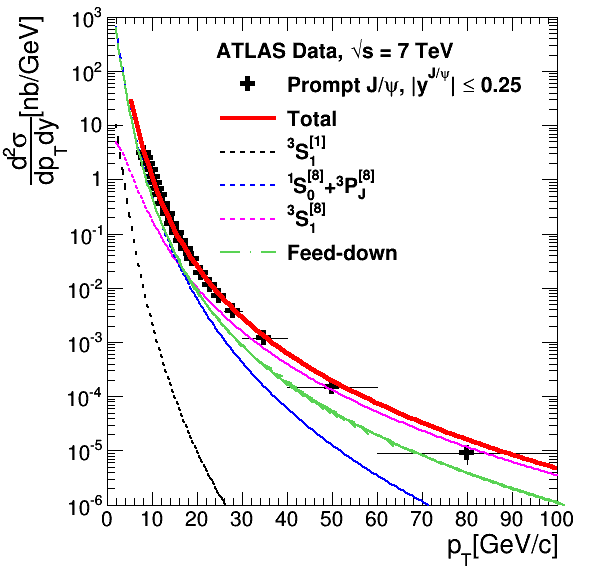 ATLAS Data, √s = 7 TeV
Prompt J/ψ, |y^{J/ψ}| ≤ 0.25
Total
³S₁^{[1]}
¹S₀^{[8]}+³P_J^{[8]}
³S₁^{[8]}
Feed-down
d²σ/dp_Tdy[nb/GeV]
10³
10²
10
1
10⁻¹
10⁻²
10⁻³
10⁻⁴
10⁻⁵
10⁻⁶
0 10 20 30 40 50 60 70 80 90 100
p_T[GeV/c]